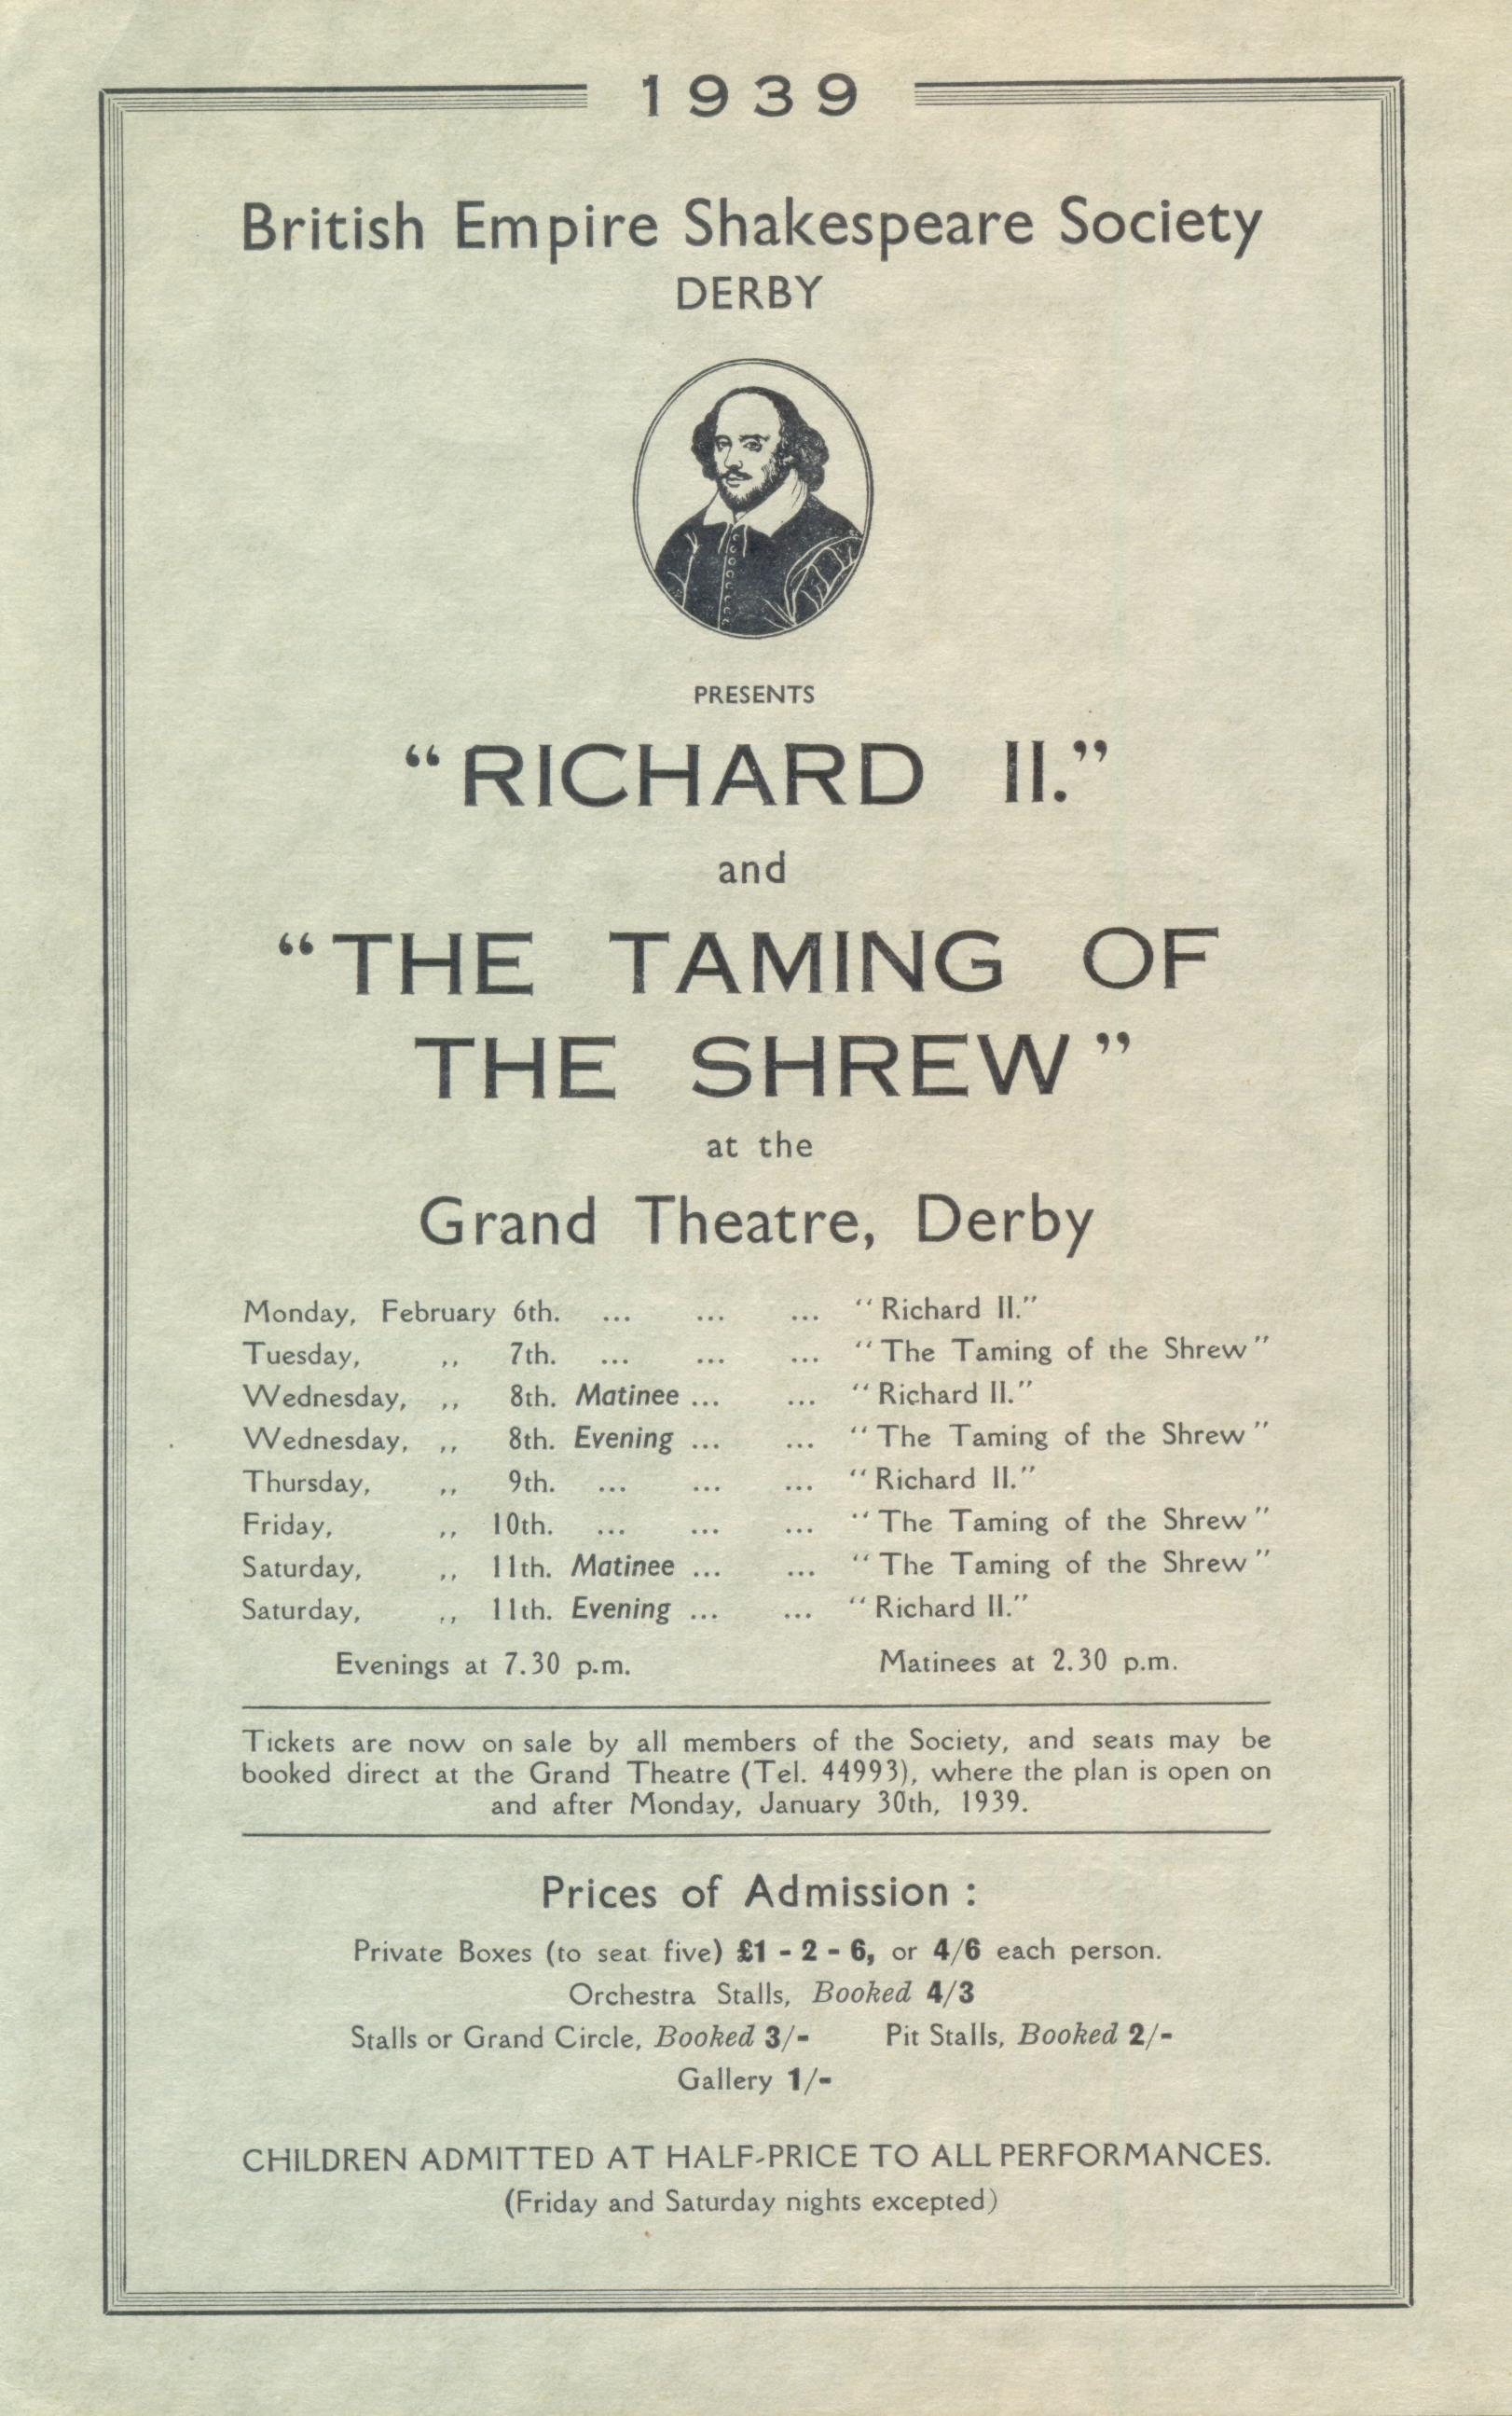 1939
British Empire Shakespeare Society
DERBY
PRESENTS
“RICHARD II.”
and
“THE TAMING OF
THE SHREW”
at the
Grand Theatre, Derby
Monday, February 6th. ... ... ... “Richard II.”
Tuesday, ,, 7th. ... ... ... “The Taming of the Shrew”
Wednesday, ,, 8th. Matinee ... ... “Richard II.”
Wednesday, ,, 8th. Evening ... ... “The Taming of the Shrew”
Thursday, ,, 9th. ... ... ... “Richard II.”
Friday, ,, 10th. ... ... ... “The Taming of the Shrew”
Saturday, ,, 11th. Matinee ... ... “The Taming of the Shrew”
Saturday, ,, 11th. Evening ... ... “Richard II.”
Evenings at 7.30 p.m. Matinees at 2.30 p.m.
Tickets are now on sale by all members of the Society, and seats may be
booked direct at the Grand Theatre (Tel. 44993), where the plan is open on
and after Monday, January 30th, 1939.
Prices of Admission :
Private Boxes (to seat five) £1 - 2 - 6, or 4/6 each person.
Orchestra Stalls, Booked 4/3
Stalls or Grand Circle, Booked 3/- Pit Stalls, Booked 2/-
Gallery 1/-
CHILDREN ADMITTED AT HALF-PRICE TO ALL PERFORMANCES.
(Friday and Saturday nights excepted)